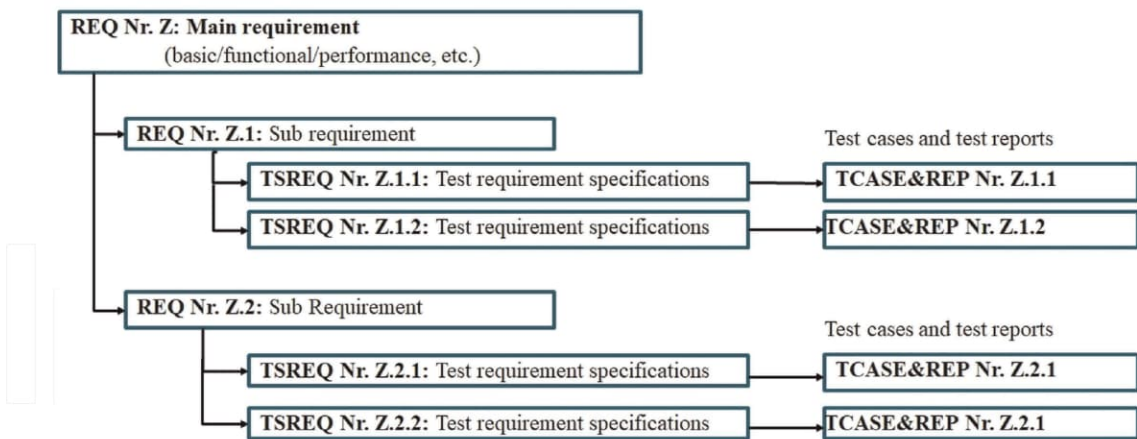 REQ Nr. Z: Main requirement
(basic/functional/performance, etc.)
REQ Nr. Z.1: Sub requirement
Test cases and test reports
TSREQ Nr. Z.1.1: Test requirement specifications
TCASE&REP Nr. Z.1.1
TSREQ Nr. Z.1.2: Test requirement specifications
TCASE&REP Nr. Z.1.2
REQ Nr. Z.2: Sub Requirement
Test cases and test reports
TSREQ Nr. Z.2.1: Test requirement specifications
TCASE&REP Nr. Z.2.1
TSREQ Nr. Z.2.2: Test requirement specifications
TCASE&REP Nr. Z.2.1